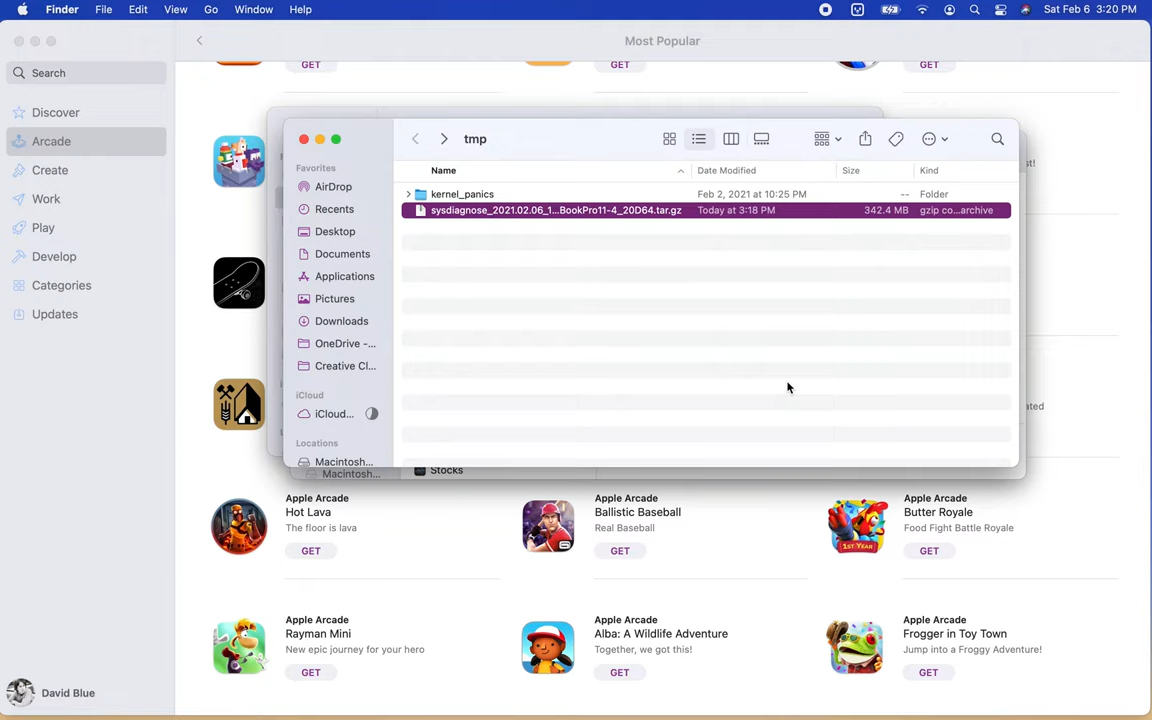 Finder File Edit View Go Window Help Sat Feb 6 3:20 PM
Most Popular
Search
Discover
Arcade
Create
Work
Play
Develop
Categories
Updates
David Blue
GET GET GET
tmp
Favorites
AirDrop
Recents
Desktop
Documents
Applications
Pictures
Downloads
OneDrive -...
Creative Cl...
iCloud
iCloud...
Locations
Macintosh...
Macintosh...
Name Date Modified Size Kind
kernel_panics Feb 2, 2021 at 10:25 PM -- Folder
sysdiagnose_2021.02.06_1...BookPro11-4_20D64.tar.gz Today at 3:18 PM 342.4 MB gzip co...archive
st!
ated
Stocks
Apple Arcade
Hot Lava
The floor is lava
GET
Apple Arcade
Ballistic Baseball
Real Baseball
GET
1ST YEAR
Apple Arcade
Butter Royale
Food Fight Battle Royale
GET
Apple Arcade
Rayman Mini
New epic journey for your hero
GET
Apple Arcade
Alba: A Wildlife Adventure
Together, we got this!
GET
Apple Arcade
Frogger in Toy Town
Jump into a Froggy Adventure!
GET